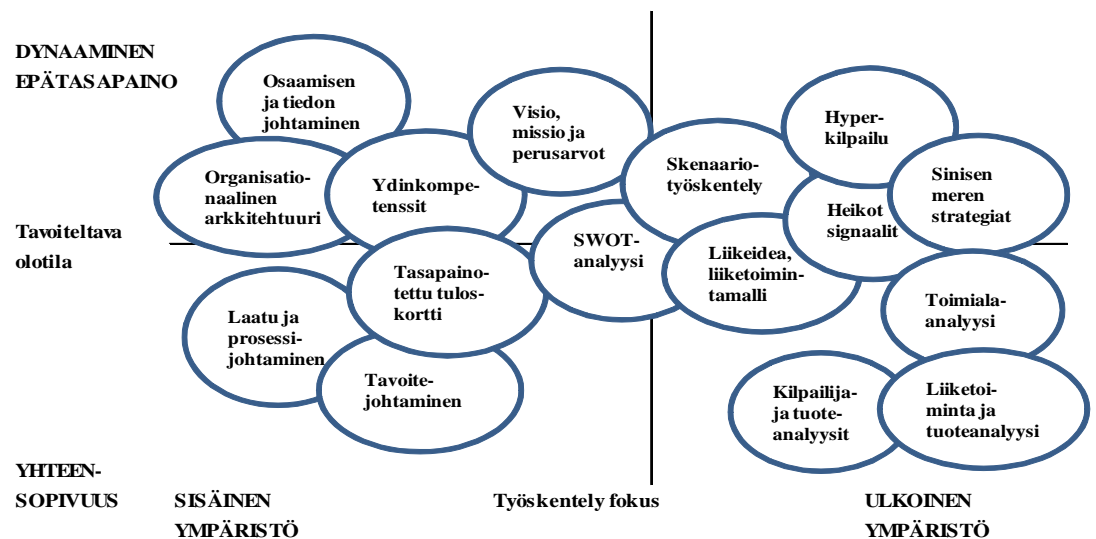 DYNAAMINEN
EPÄTASAPAINO
Osaamisen
ja tiedon
johtaminen
Visio,
missio ja
perusarvot
Hyper-
kilpailu
Organisatio-
naalinen
arkkitehtuuri
Ydinkompe-
tenssit
Skenaario-
työskentely
Sinisen
meren
strategiat
Heikot
signaalit
Tavoiteltava
olotila
SWOT-
analyysi
Liikeidea,
liiketoimin-
tamalli
Tasapaino-
tettu tulos-
kortti
Toimiala-
analyysi
Laatu ja
prosessi-
johtaminen
Tavoite-
johtaminen
Kilpailija-
ja tuote-
analyysit
Liiketoi-
minta ja
tuoteanalyysi
YHTEEN-
SOPIVUUS
SISÄINEN
YMPÄRISTÖ
Työskentely fokus
ULKOINEN
YMPÄRISTÖ